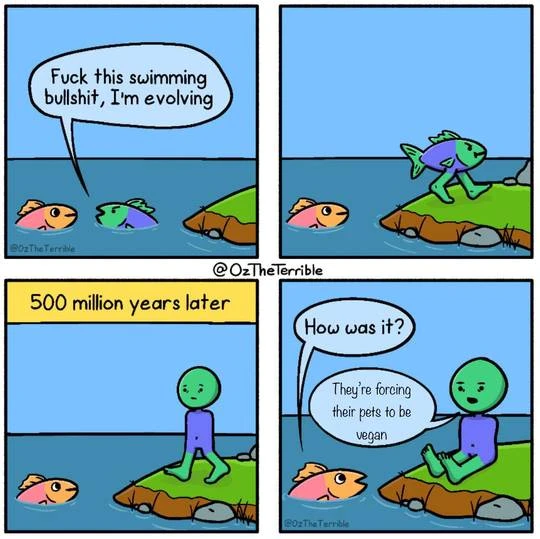 Fuck this swimming
bullshit, I'm evolving
@OzTheTerrible
@OzTheTerrible
500 million years later
How was it?
They're forcing
their pets to be
vegan
@OzTheTerrible